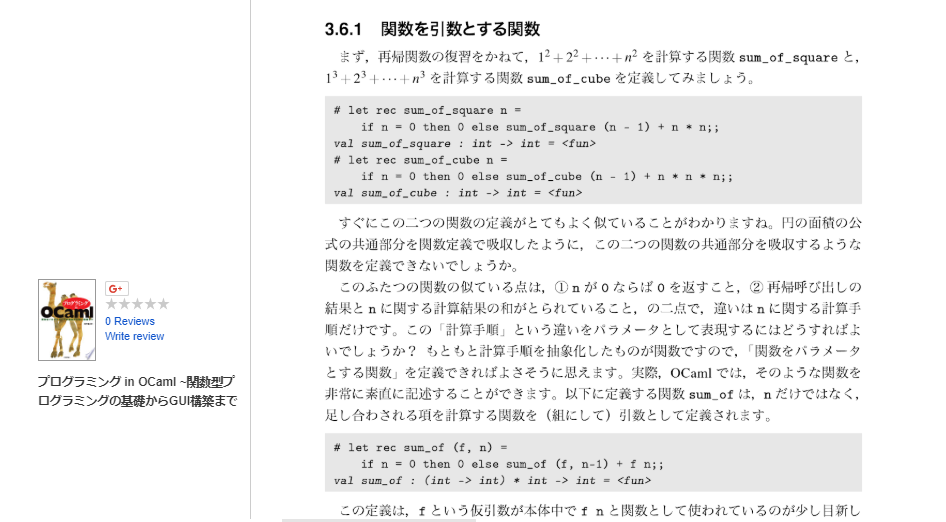 3.6.1 関数を引数とする関数
まず，再帰関数の復習をかねて，1² + 2² + ··· + n² を計算する関数 sum_of_square と，
1³ + 2³ + ··· + n³ を計算する関数 sum_of_cube を定義してみましょう。
# let rec sum_of_square n =
if n = 0 then 0 else sum_of_square (n - 1) + n * n;;
val sum_of_square : int -> int = <fun>
# let rec sum_of_cube n =
if n = 0 then 0 else sum_of_cube (n - 1) + n * n * n;;
val sum_of_cube : int -> int = <fun>
すぐにこの二つの関数の定義がとてもよく似ていることがわかりますね。円の面積の公
式の共通部分を関数定義で吸収したように，この二つの関数の共通部分を吸収するような
関数を定義できないでしょうか。
このふたつの関数の似ている点は，① n が 0 ならば 0 を返すこと，② 再帰呼び出しの
結果と n に関する計算結果の和がとられていること，の二点で，違いは n に関する計算手
順だけです。この「計算手順」という違いをパラメータとして表現するにはどうすればよ
いでしょうか？ もともと計算手順を抽象化したものが関数ですので，「関数をパラメータ
とする関数」を定義できればよさそうに思えます。実際，OCaml では，そのような関数を
非常に素直に記述することができます。以下に定義する関数 sum_of は，n だけではなく，
足し合わされる項を計算する関数を（組にして）引数として定義されます。
# let rec sum_of (f, n) =
if n = 0 then 0 else sum_of (f, n-1) + f n;;
val sum_of : (int -> int) * int -> int = <fun>
この定義は，f という仮引数が本体中で f n と関数として使われているのが少し目新し
プログラミング
OCaml
G+
0 Reviews
Write review
プログラミング in OCaml ~関数型プ
ログラミングの基礎からGUI構築まで